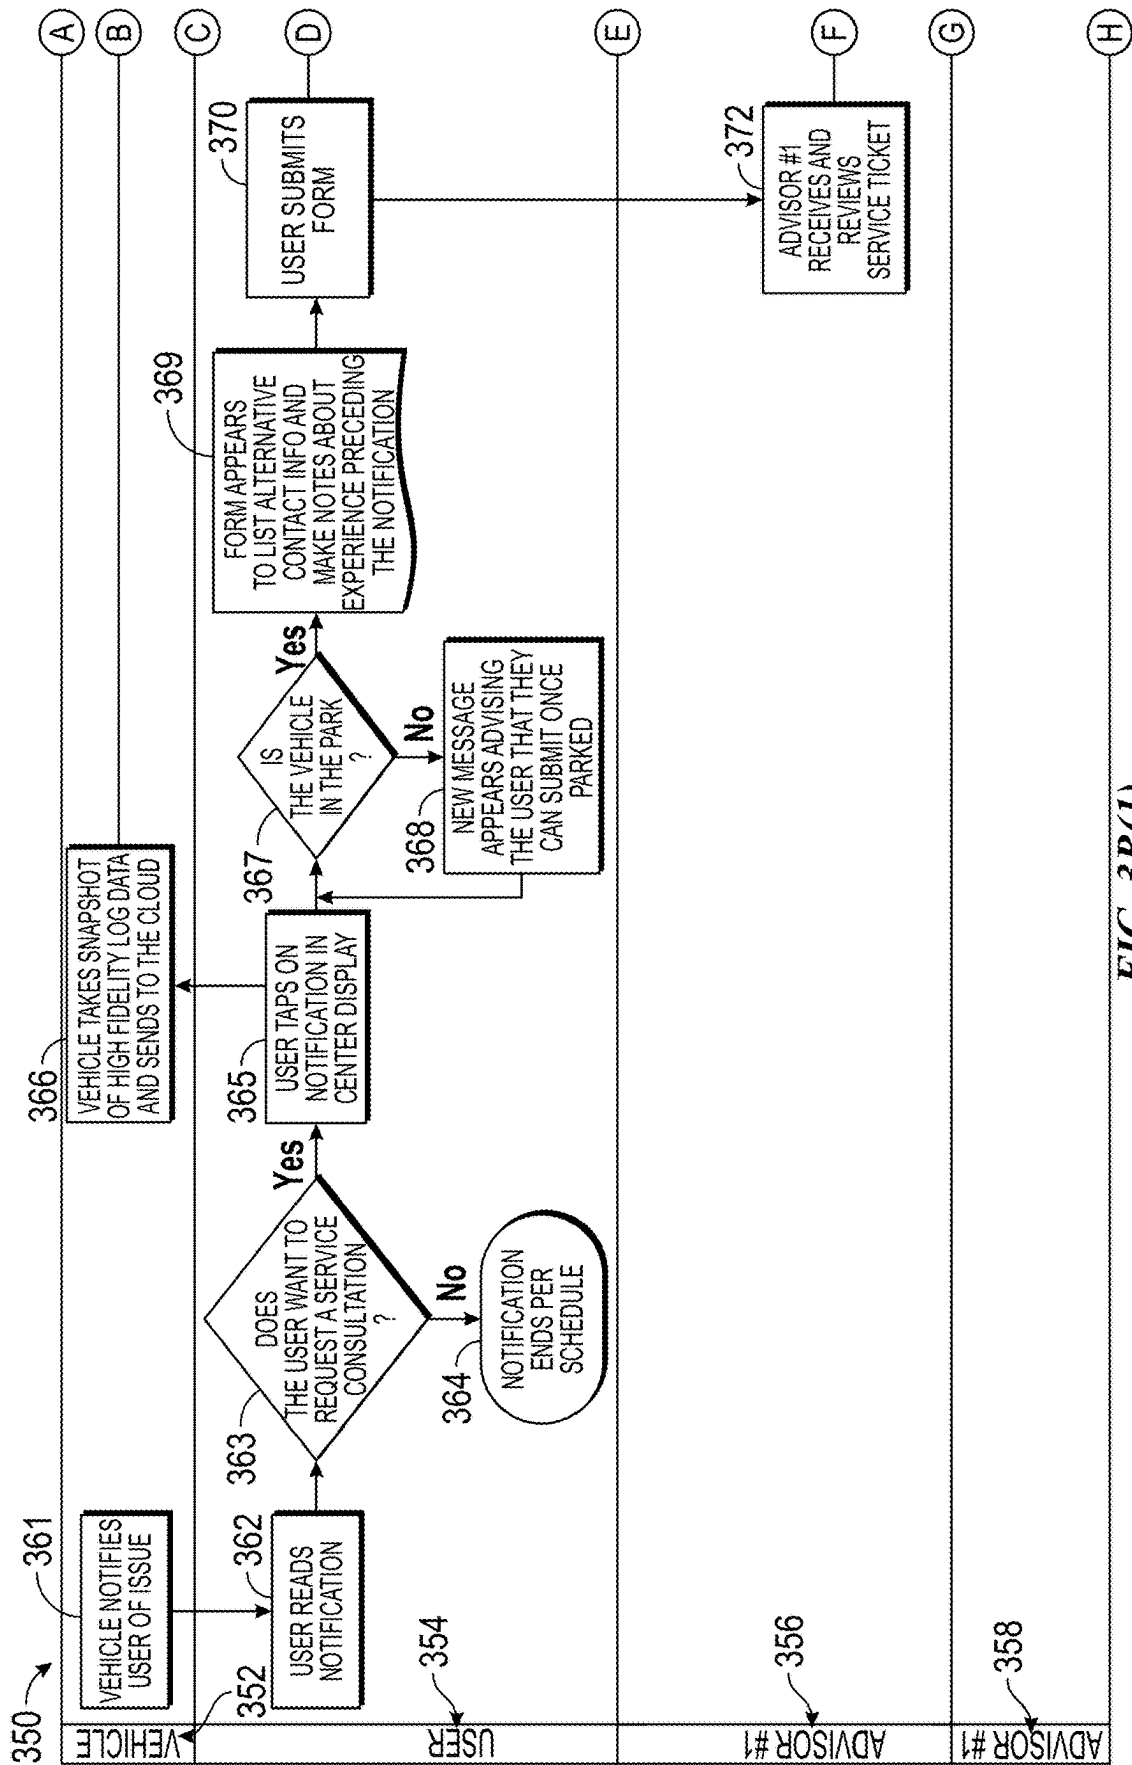 350
VEHICLE
352
361
VEHICLE NOTIFIES
USER OF ISSUE
366
VEHICLE TAKES SNAPSHOT
OF HIGH FIDELITY LOG DATA
AND SENDS TO THE CLOUD
A
B
C
USER
354
362
USER READS
NOTIFICATION
363
DOES
THE USER WANT TO
REQUEST A SERVICE
CONSULTATION
?
Yes
No
364
NOTIFICATION
ENDS PER
SCHEDULE
365
USER TAPS ON
NOTIFICATION IN
CENTER DISPLAY
367
IS
THE VEHICLE
IN THE PARK
?
Yes
No
368
NEW MESSAGE
APPEARS ADVISING
THE USER THAT THEY
CAN SUBMIT ONCE
PARKED
369
FORM APPEARS
TO LIST ALTERNATIVE
CONTACT INFO AND
MAKE NOTES ABOUT
EXPERIENCE PRECEDING
THE NOTIFICATION
370
USER SUBMITS
FORM
D
E
ADVISOR #1
356
372
ADVISOR #1
RECEIVES AND
REVIEWS
SERVICE TICKET
F
G
ADVISOR #1
358
H
FIG. 3B(1)